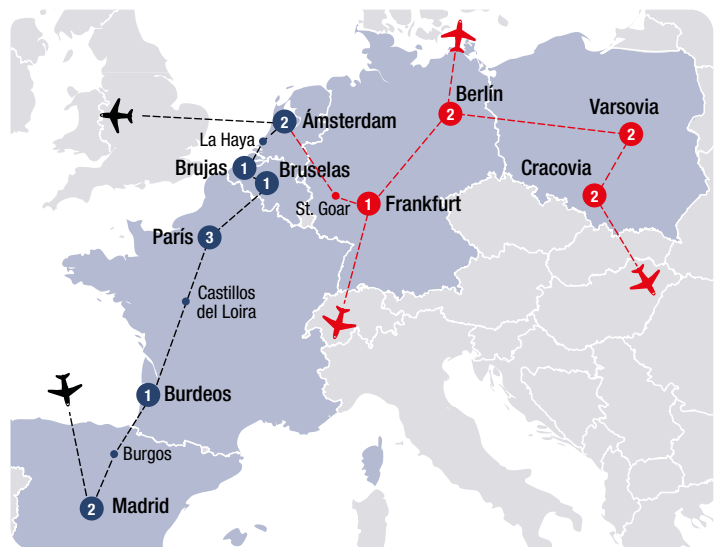 Berlín
2
Varsovia
2
2
Ámsterdam
La Haya
Brujas
1
Bruselas
1
Cracovia
2
St. Goar
1
Frankfurt
París
3
Castillos
del Loira
1
Burdeos
Burgos
2
Madrid